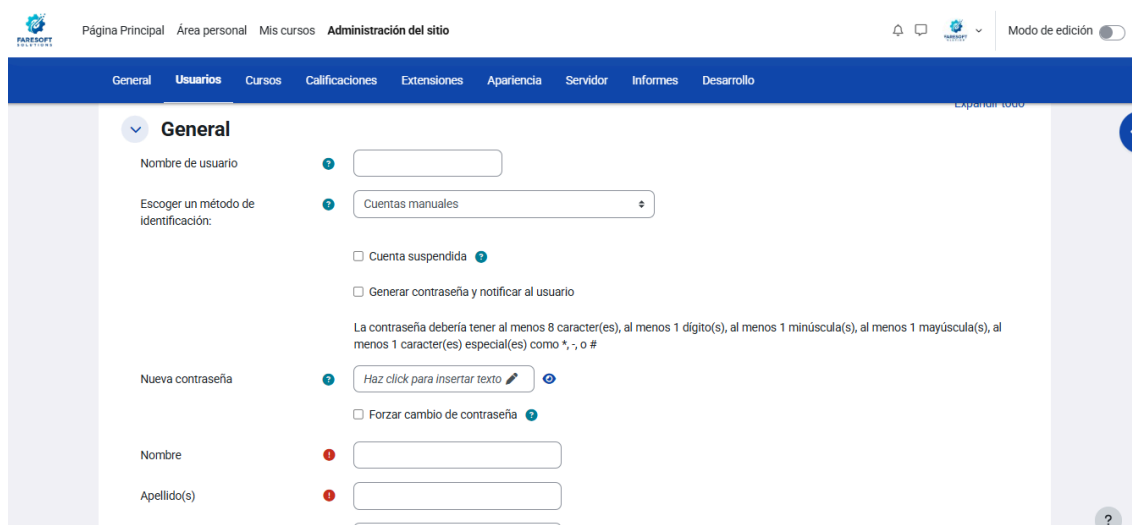 FARESOFT
SOLUTIONS
Página Principal Área personal Mis cursos Administración del sitio
Modo de edición
General Usuarios Cursos Calificaciones Extensiones Apariencia Servidor Informes Desarrollo
Expandir todo
General
Nombre de usuario
Escoger un método de
identificación:
Cuentas manuales
Cuenta suspendida
Generar contraseña y notificar al usuario
La contraseña debería tener al menos 8 caracter(es), al menos 1 dígito(s), al menos 1 minúscula(s), al menos 1 mayúscula(s), al
menos 1 caracter(es) especial(es) como *, -, o #
Nueva contraseña
Haz click para insertar texto
Forzar cambio de contraseña
Nombre
Apellido(s)
?